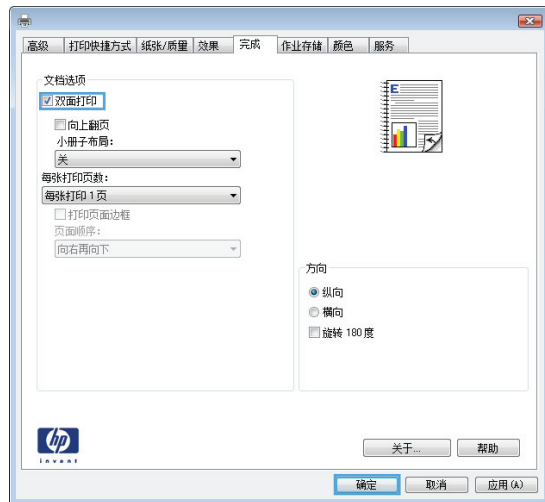 高级 打印快捷方式 纸张/质量 效果 完成 作业存储 颜色 服务
文档选项
双面打印
向上翻页
小册子布局:
关
每张打印页数:
每张打印 1 页
打印页面边框
页面顺序:
向右再向下
E
方向
纵向
横向
旋转 180 度
hp
invent
关于... 帮助
确定 取消 应用(A)